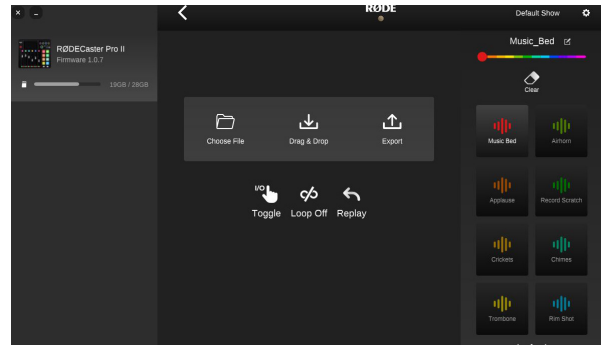 RØDE
Default Show
RØDECaster Pro II
Firmware 1.0.7
19GB / 28GB
Music_Bed
Clear
Choose File
Drag & Drop
Export
I/O
Toggle
Loop Off
Replay
Music Bed
Airhorn
Applause
Record Scratch
Crickets
Chimes
Trombone
Rim Shot